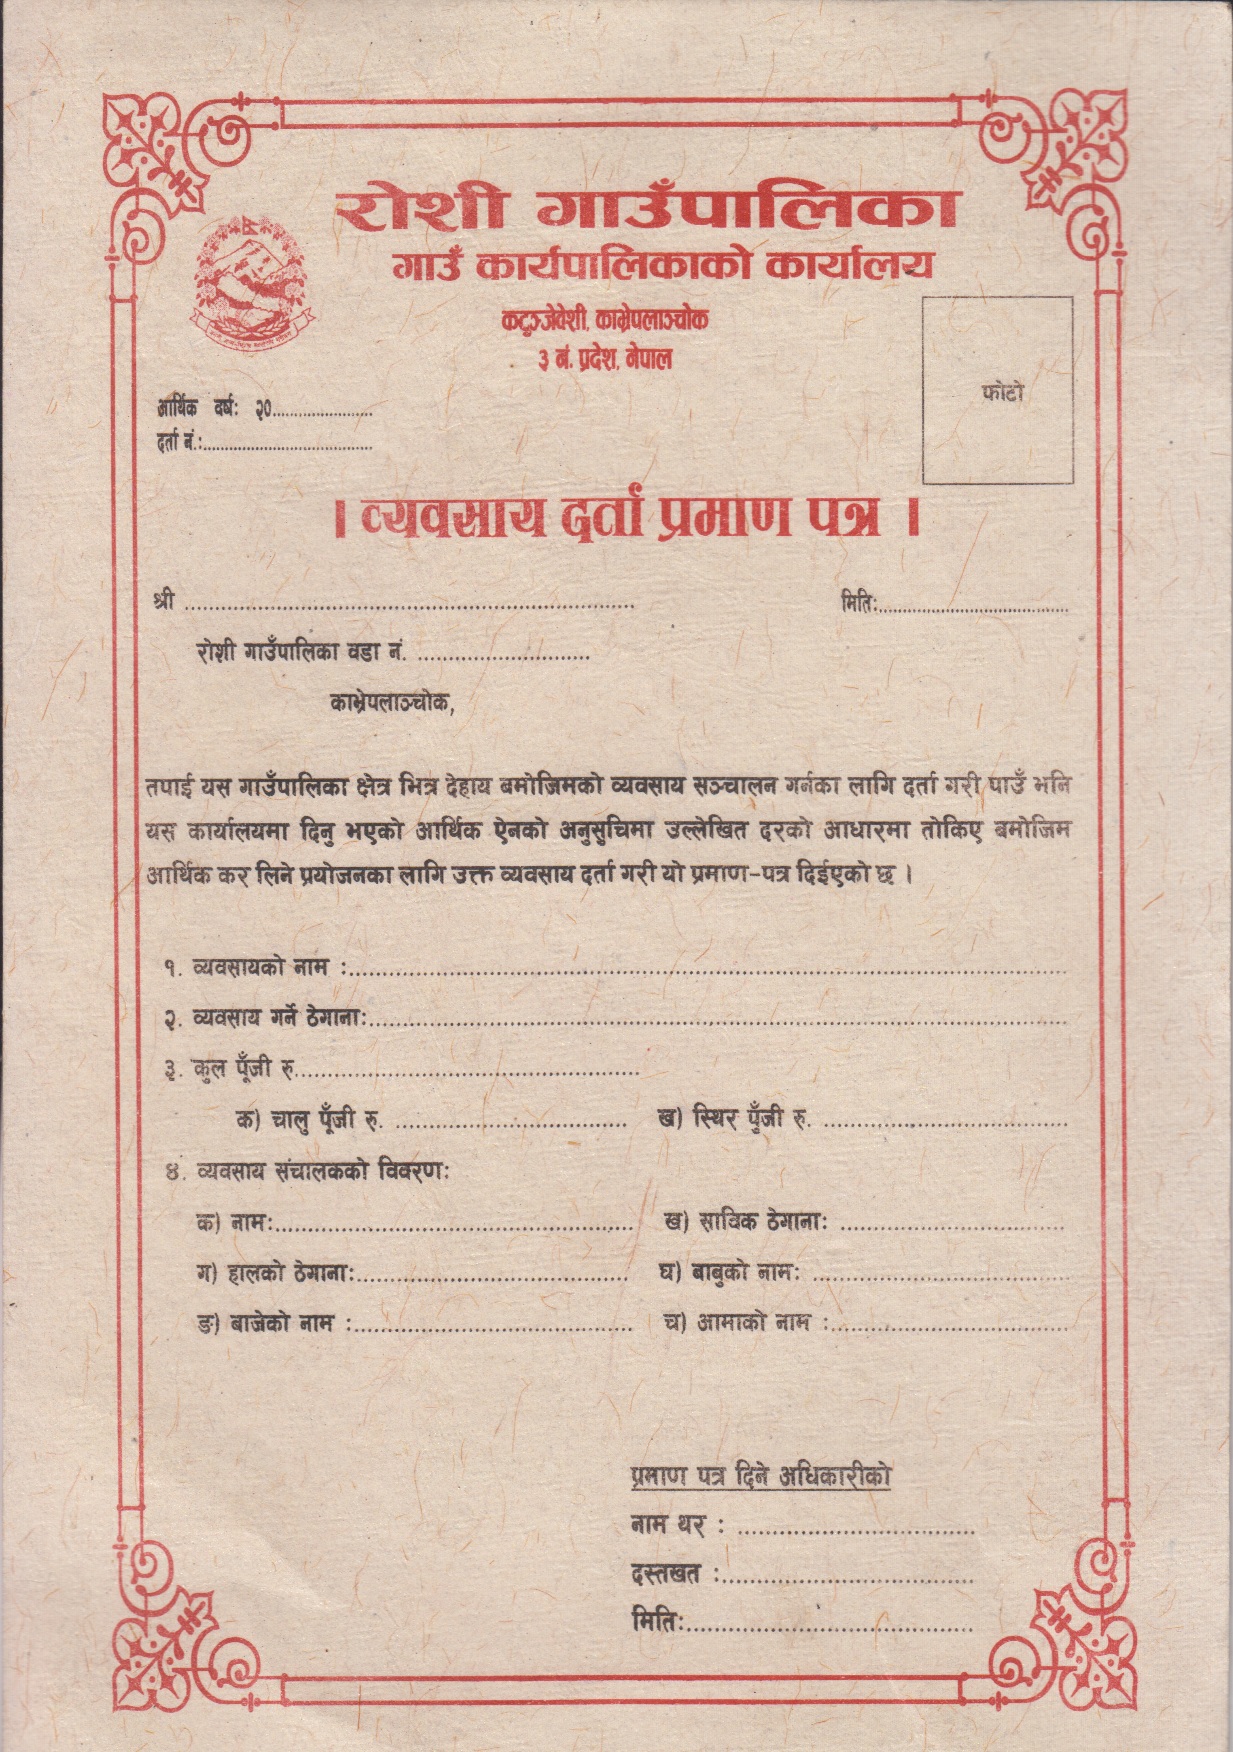 रोशी गाउँपालिका
गाउँ कार्यपालिकाको कार्यालय
कटुञ्जेवेशी, काभ्रेपलाञ्चोक
३ नं. प्रदेश, नेपाल
फोटो
आर्थिक वर्ष: २०.......................
दर्ता नं.:.......................................
। व्यवसाय दर्ता प्रमाण पत्र ।
श्री ........................................................................... मिति:.....................................
रोशी गाउँपालिका वडा नं. .............................
काभ्रेपलाञ्चोक,
तपाई यस गाउँपालिका क्षेत्र भित्र देहाय बमोजिमको व्यवसाय सञ्चालन गर्नका लागि दर्ता गरी पाउँ भनि
यस कार्यालयमा दिनु भएको आर्थिक ऐनको अनुसुचिमा उल्लेखित दरको आधारमा तोकिए बमोजिम
आर्थिक कर लिने प्रयोजनका लागि उक्त व्यवसाय दर्ता गरी यो प्रमाण-पत्र दिईएको छ ।
१. व्यवसायको नाम :.............................................................................................................
२. व्यवसाय गर्ने ठेगाना:..........................................................................................................
३. कुल पूँजी रु....................................................
क) चालु पूँजी रु. ................................... ख) स्थिर पुँजी रु. .....................................
४. व्यवसाय संचालकको विवरण:
क) नाम:...................................................... ख) साविक ठेगाना: ..................................
ग) हालको ठेगाना:......................................... घ) बाबुको नाम: .......................................
ङ) बाजेको नाम :.......................................... च) आमाको नाम :....................................
प्रमाण पत्र दिने अधिकारीको
नाम थर : ....................................
दस्तखत :......................................
मिति:...........................................